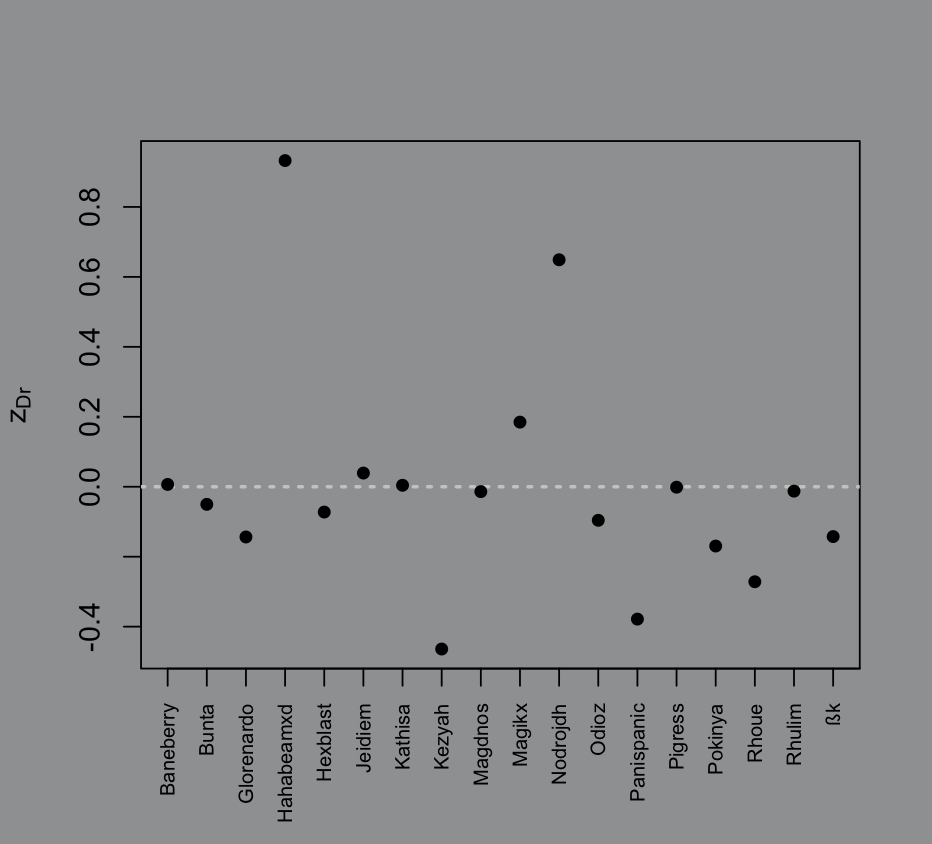 0.8
0.6
0.4
0.2
0.0
-0.4
zDr
Baneberry
Bunta
Glorenardo
Hahabeamxd
Hexblast
Jeidiem
Kathisa
Kezyah
Magdnos
Magikx
Nodrojdh
Odioz
Panispanic
Pigress
Pokinya
Rhoue
Rhulim
ßk